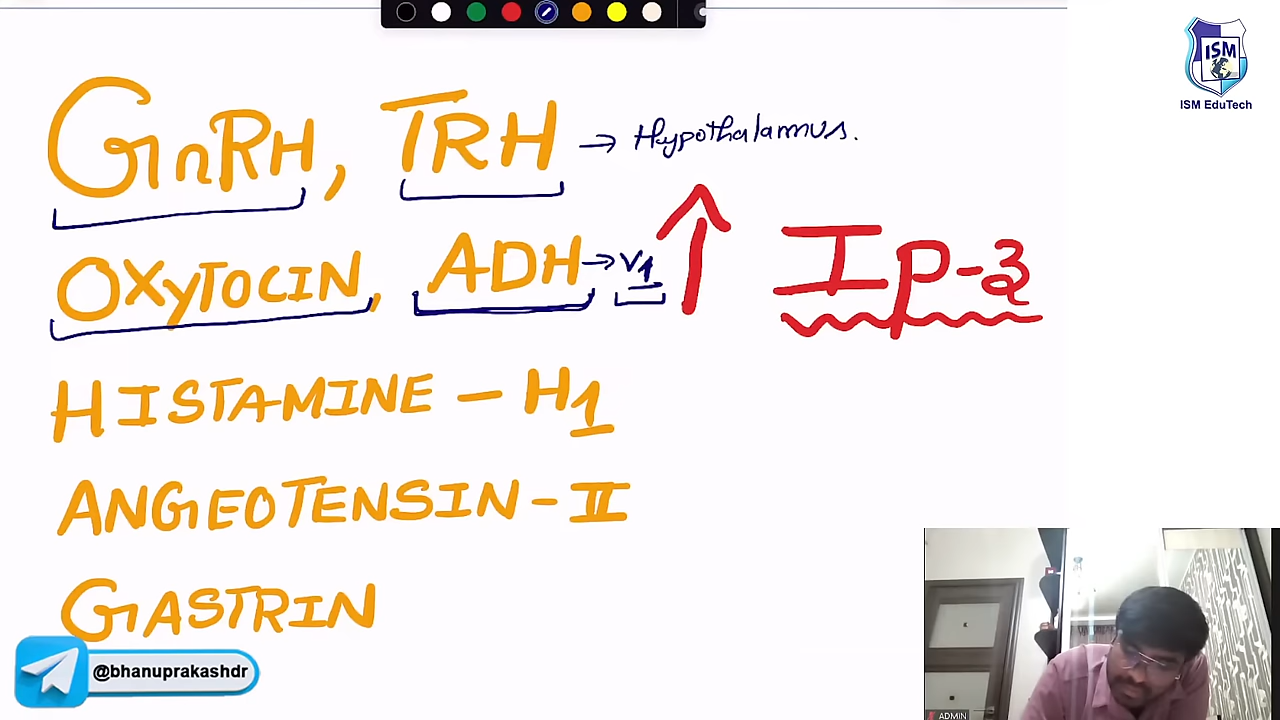 ISM
ISM EduTech
GnRH, TRH → Hypothalamus.
OXYTOCIN, ADH → V1 ↑ IP-3
HISTAMINE - H1
ANGEOTENSIN - II
GASTRIN
@bhanuprakashdr
ADMIN